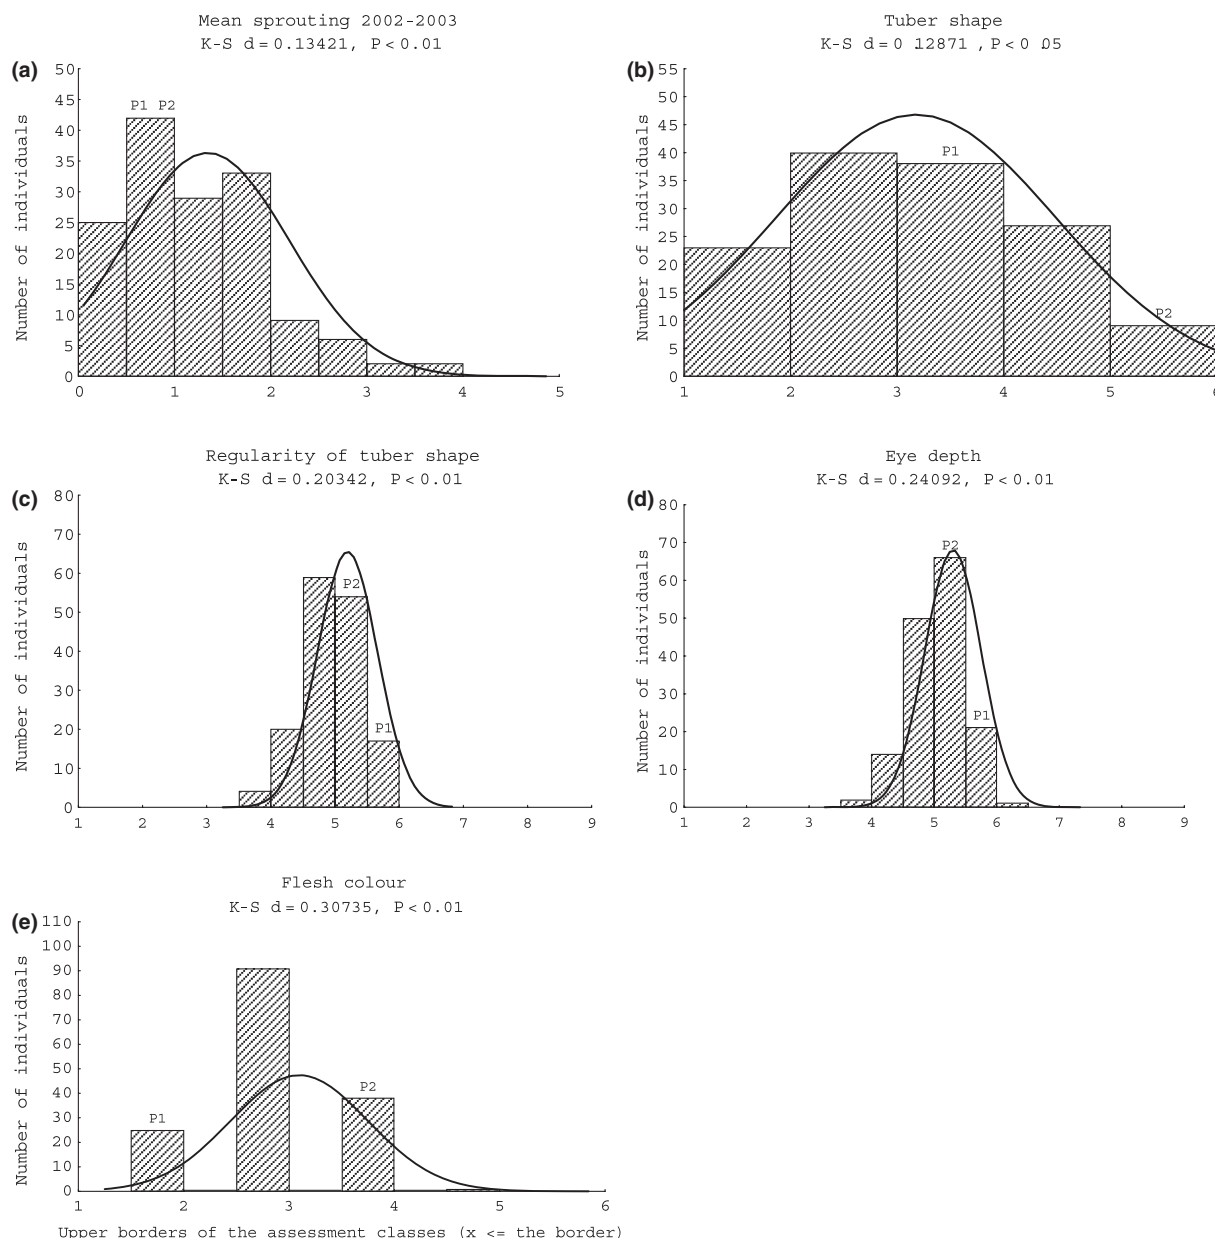 Mean sprouting 2002-2003
K-S d=0.13421, P<0.01
(a)
Number of individuals
50
45
40
35
30
25
20
15
10
5
0
P1 P2
0 1 2 3 4 5
Tuber shape
K-S d=0.12871, P<0.05
(b)
Number of individuals
55
50
45
40
35
30
25
20
15
10
5
0
P1
P2
1 2 3 4 5 6
Regularity of tuber shape
K-S d=0.20342, P<0.01
(c)
Number of individuals
80
70
60
50
40
30
20
10
0
P2
P1
1 2 3 4 5 6 7 8 9
Eye depth
K-S d=0.24092, P<0.01
(d)
Number of individuals
80
70
60
50
40
30
20
10
0
P2
P1
1 2 3 4 5 6 7 8 9
Flesh colour
K-S d=0.30735, P<0.01
(e)
Number of individuals
110
100
90
80
70
60
50
40
30
20
10
0
P1
P2
1 2 3 4 5 6
Upper borders of the assessment classes (x <= the border)